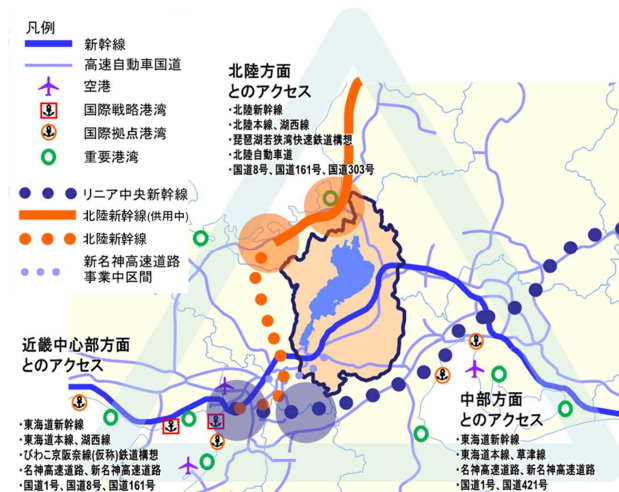 凡例
新幹線
高速自動車国道
空港
国際戦略港湾
国際拠点港湾
重要港湾
リニア中央新幹線
北陸新幹線(供用中)
北陸新幹線
新名神高速道路
事業中区間
北陸方面
とのアクセス
・北陸新幹線
・北陸本線、湖西線
・琵琶湖若狭湾快速鉄道構想
・北陸自動車道
・国道8号、国道161号、国道303号
近畿中心部方面
とのアクセス
・東海道新幹線
・東海道本線、湖西線
・びわこ京阪奈線(仮称)鉄道構想
・名神高速道路、新名神高速道路
・国道1号、国道8号、国道161号
中部方面
とのアクセス
・東海道新幹線
・東海道本線、草津線
・名神高速道路、新名神高速道路
・国道1号、国道421号